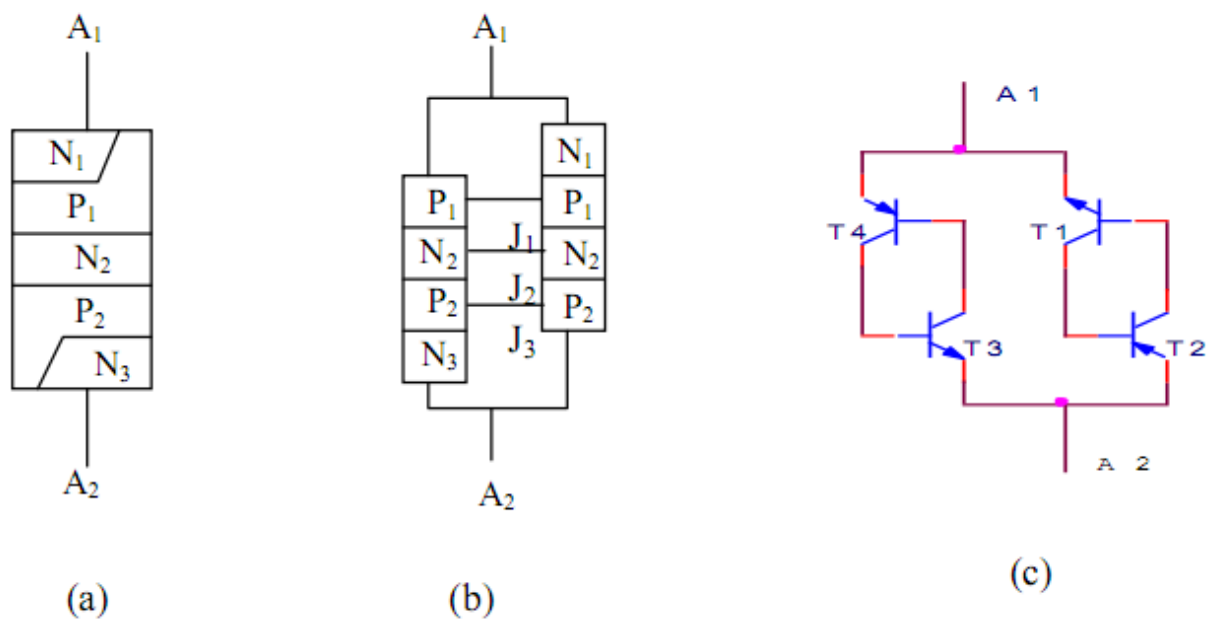 A₁
N₁
P₁
N₂
P₂
N₃
A₂
(a)
A₁
N₁
P₁
P₁
J₁
N₂
N₂
J₂
P₂
P₂
J₃
N₃
A₂
(b)
A 1
T 4
T 1
T 3
T 2
A 2
(c)